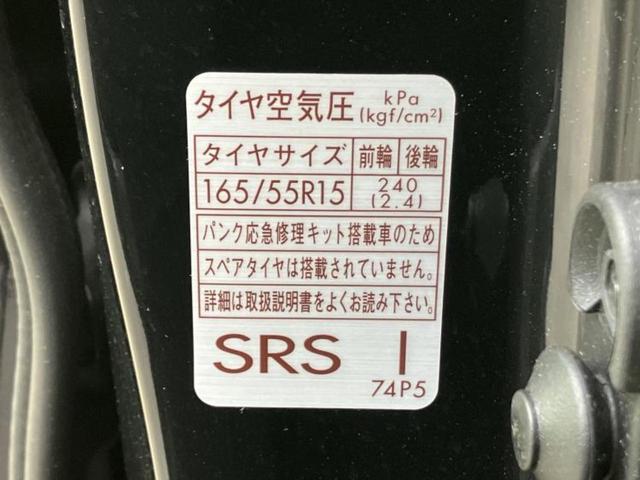 タイヤ空気圧 kPa
(kgf/cm²)
タイヤサイズ 前輪 後輪
165/55R15 240
(2.4)
パンク応急修理キット搭載車のため
スペアタイヤは搭載されていません。
詳細は取扱説明書をよくお読み下さい。
SRS I
74P5